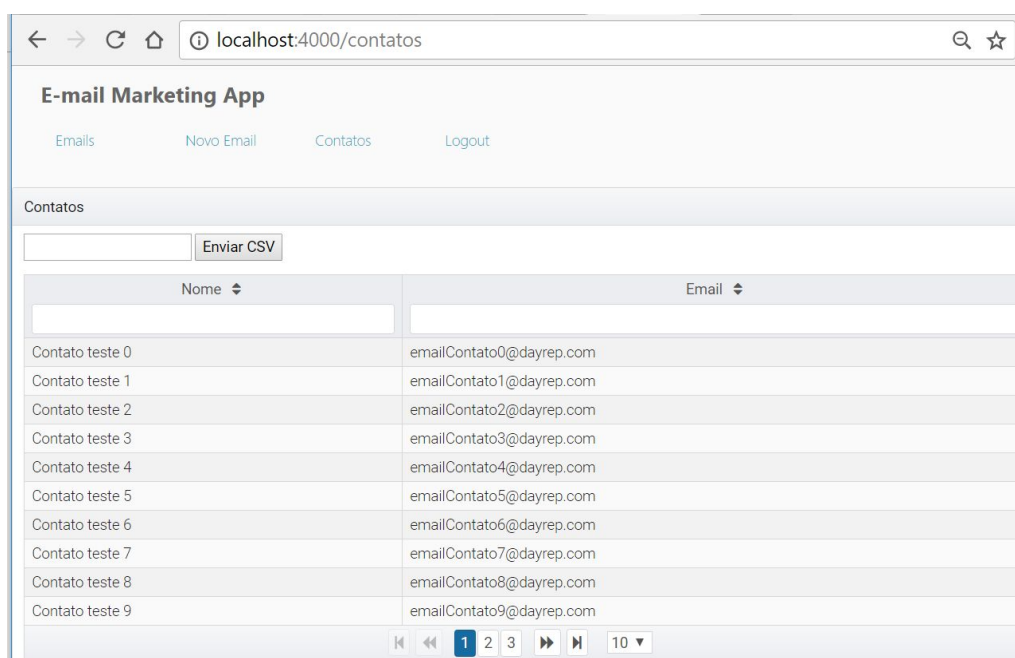 localhost:4000/contatos
E-mail Marketing App
Emails Novo Email Contatos Logout
Contatos
Enviar CSV
Nome Email
Contato teste 0 emailContato0@dayrep.com
Contato teste 1 emailContato1@dayrep.com
Contato teste 2 emailContato2@dayrep.com
Contato teste 3 emailContato3@dayrep.com
Contato teste 4 emailContato4@dayrep.com
Contato teste 5 emailContato5@dayrep.com
Contato teste 6 emailContato6@dayrep.com
Contato teste 7 emailContato7@dayrep.com
Contato teste 8 emailContato8@dayrep.com
Contato teste 9 emailContato9@dayrep.com
1 2 3 10